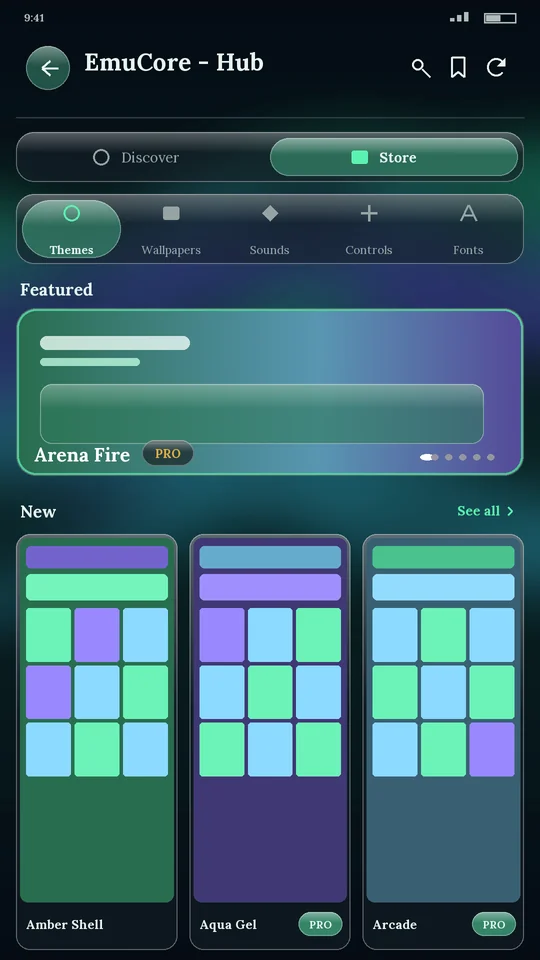 9:41
EmuCore - Hub
Discover
Store
Themes
Wallpapers
Sounds
Controls
Fonts
Featured
Arena Fire PRO
New
See all
Amber Shell
Aqua Gel PRO
Arcade PRO